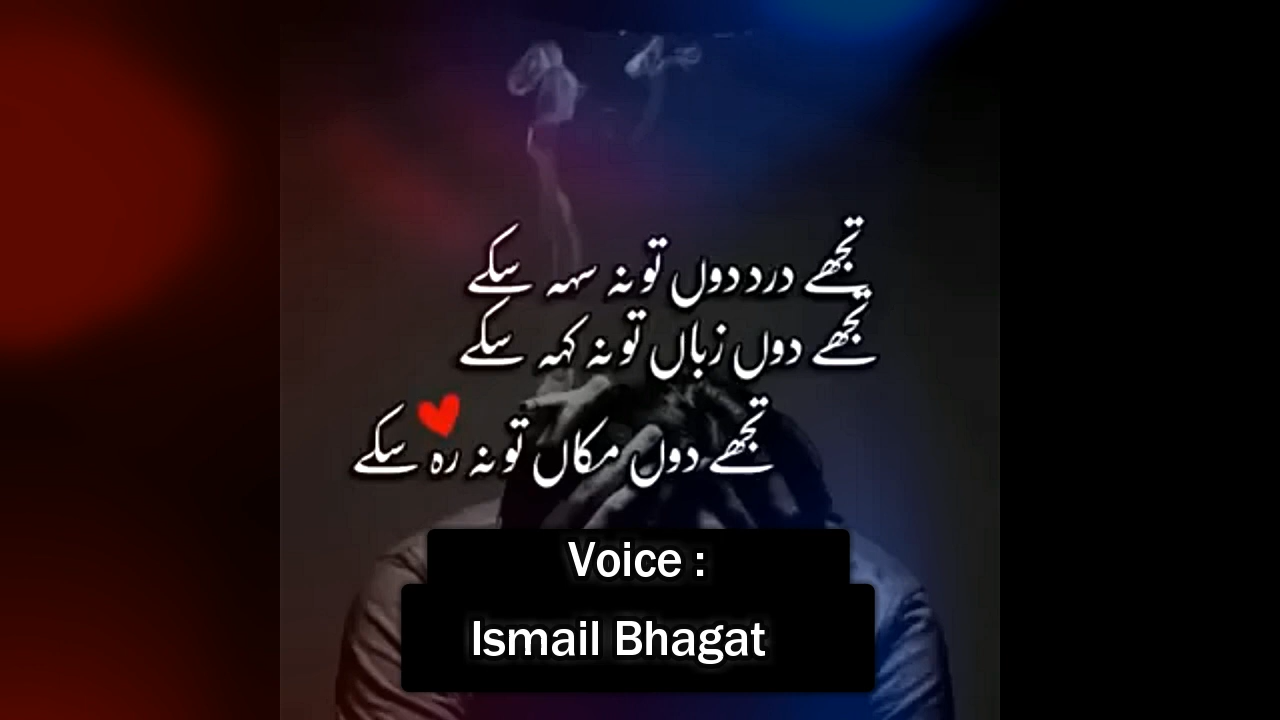 تجھے درد دوں تو نہ سہہ سکے
تجھے دوں زباں تو نہ کہہ سکے
تجھے دوں مکاں تو نہ رہ سکے
Voice :
Ismail Bhagat